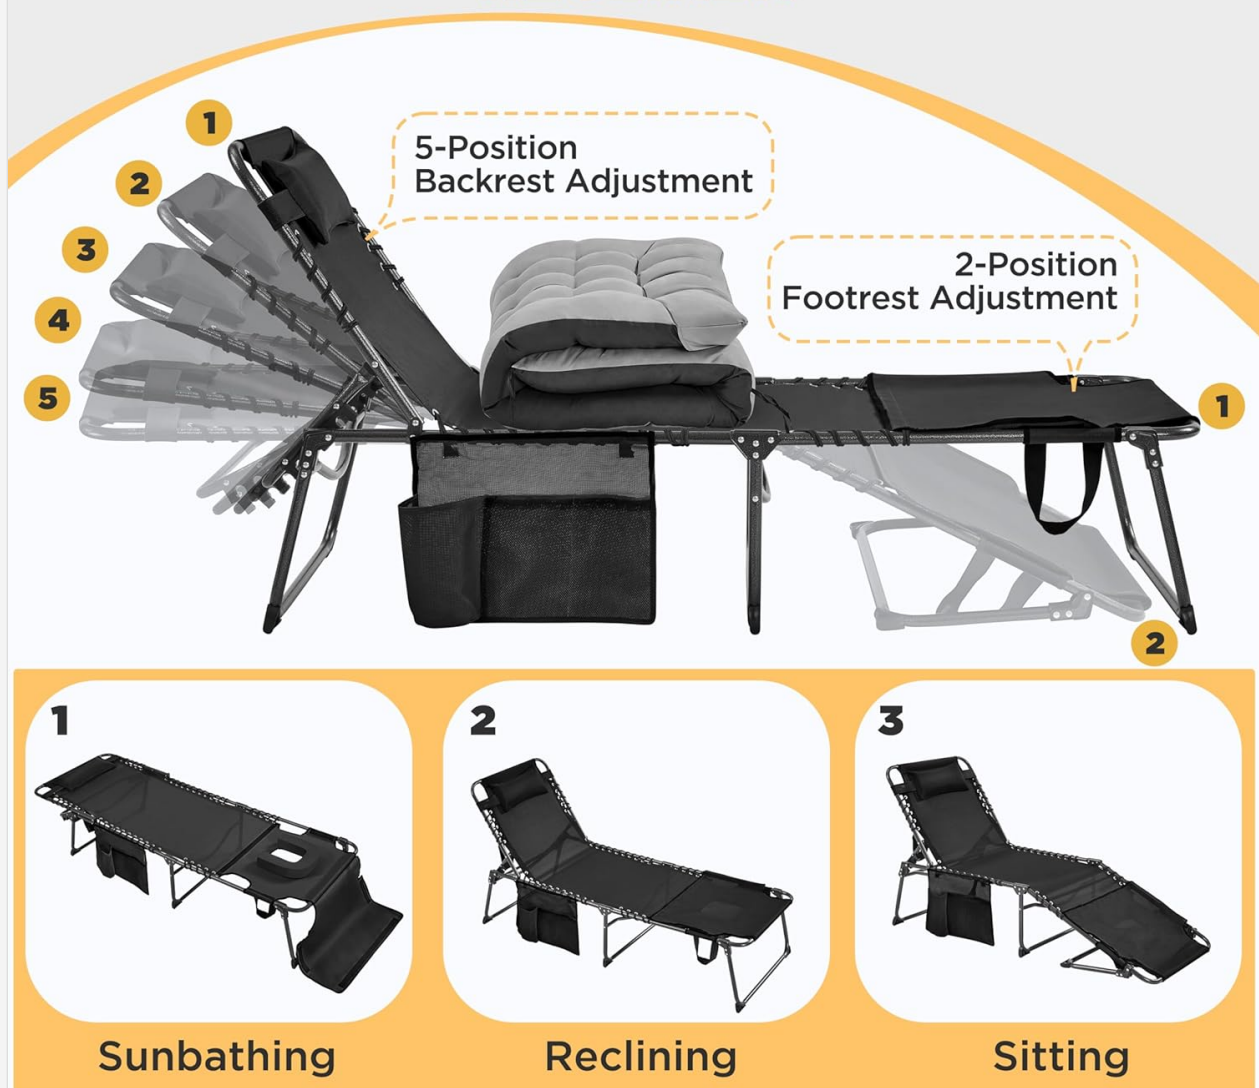 1
5-Position
Backrest Adjustment
2
3
2-Position
Footrest Adjustment
4
5
1
2
1
2
3
Sunbathing
Reclining
Sitting